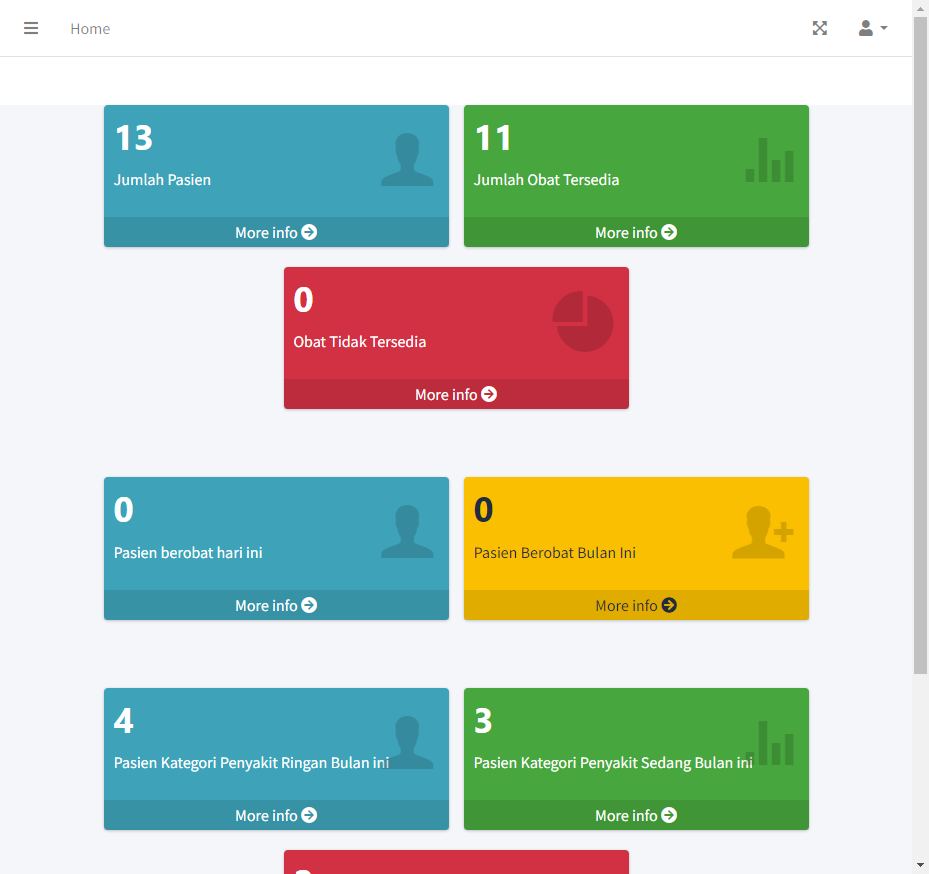 Home
13
Jumlah Pasien
More info
11
Jumlah Obat Tersedia
More info
0
Obat Tidak Tersedia
More info
0
Pasien berobat hari ini
More info
0
Pasien Berobat Bulan Ini
More info
4
Pasien Kategori Penyakit Ringan Bulan ini
More info
3
Pasien Kategori Penyakit Sedang Bulan ini
More info